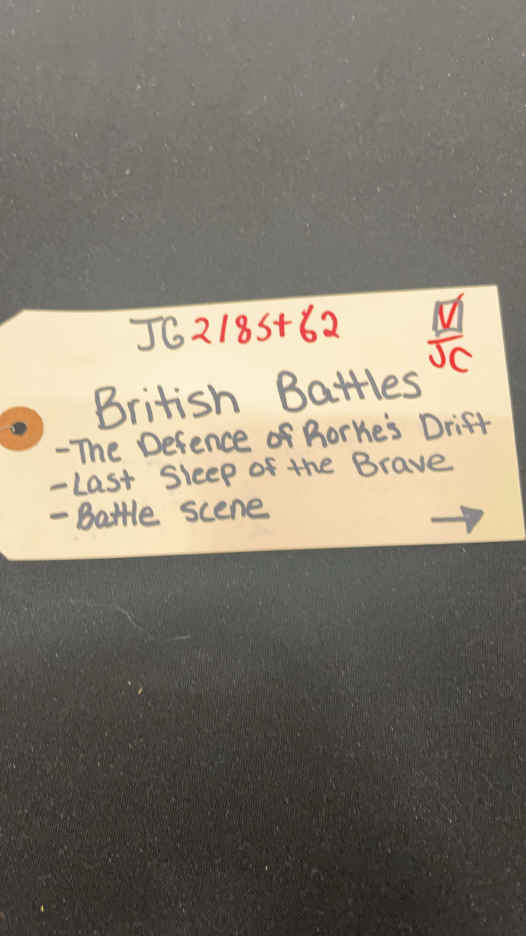 JG2185+62
V
JC
British Battles
-The Defence of Rorke's Drift
-Last Sleep of the Brave
-Battle scene